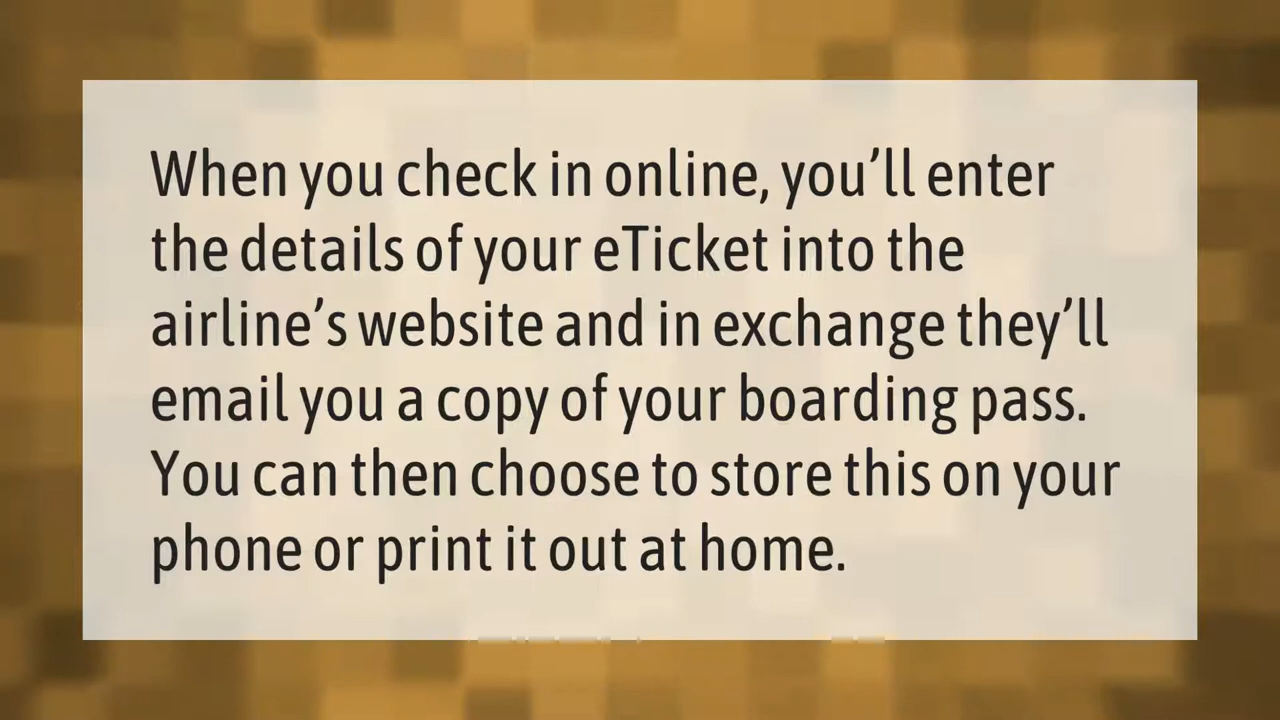 When you check in online, you’ll enter
the details of your eTicket into the
airline’s website and in exchange they’ll
email you a copy of your boarding pass.
You can then choose to store this on your
phone or print it out at home.